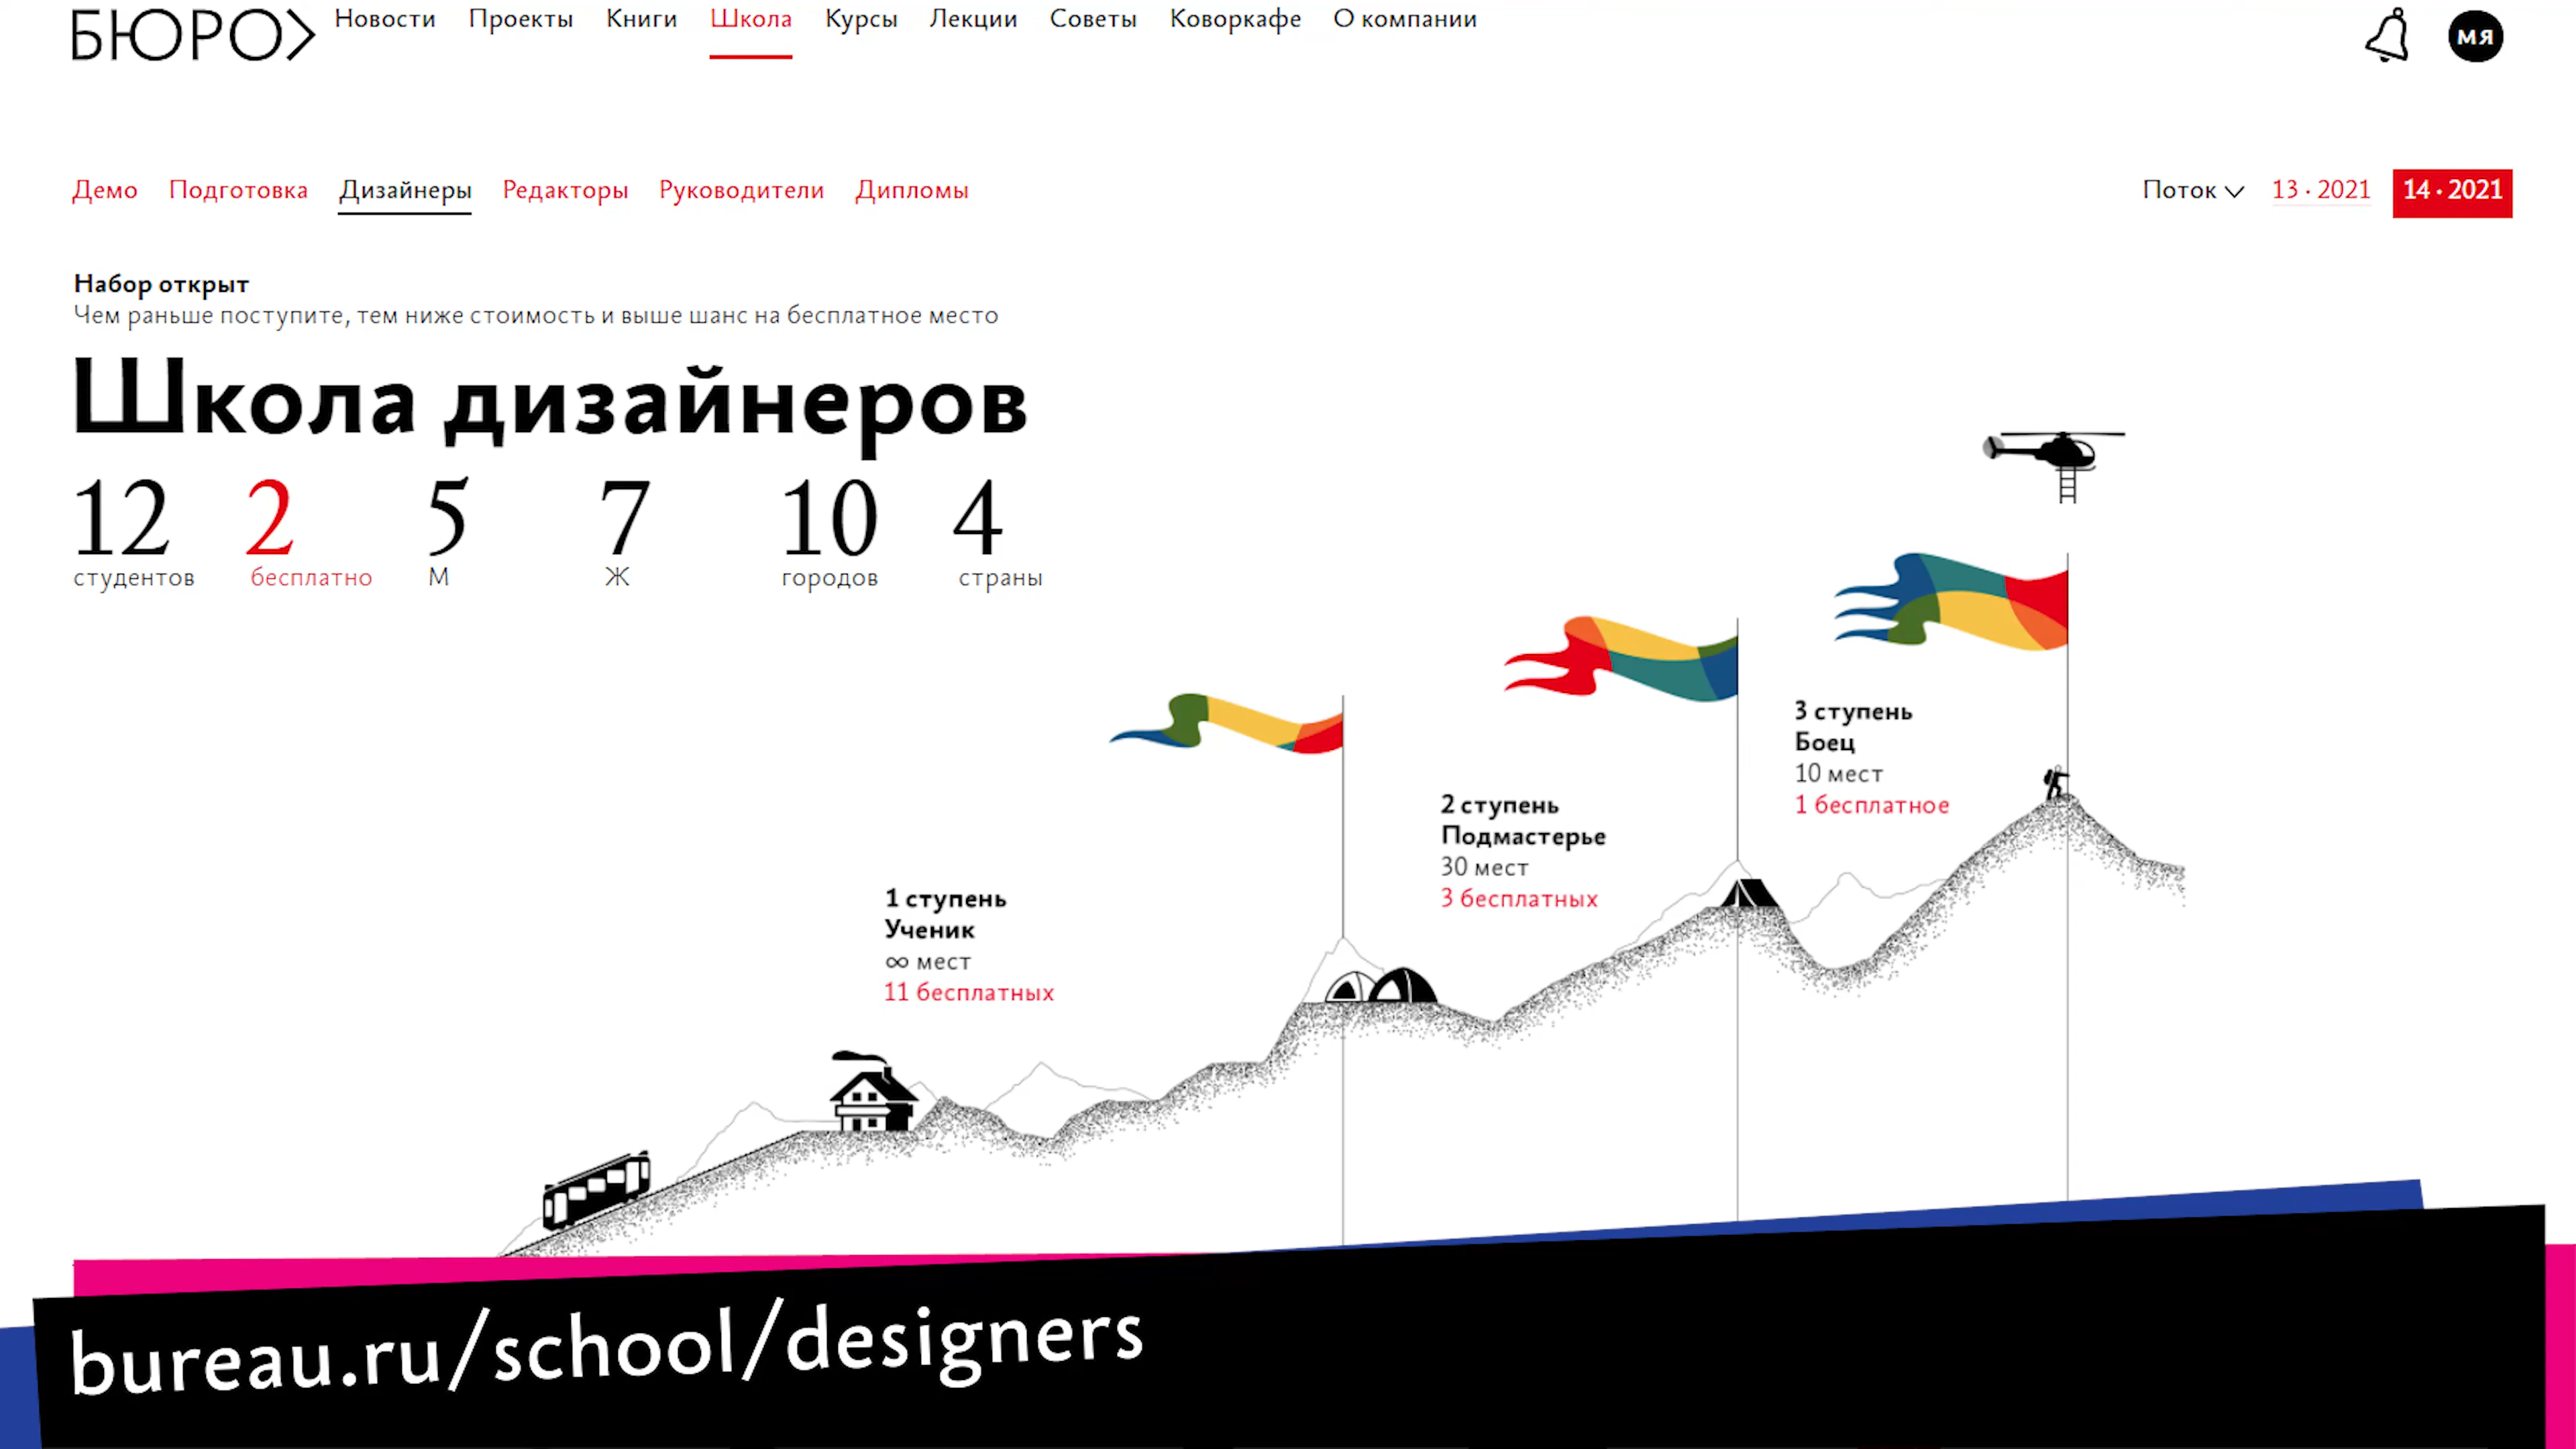 БЮРО>
Новости Проекты Книги Школа Курсы Лекции Советы Коворкафе О компании
МЯ
Демо Подготовка Дизайнеры Редакторы Руководители Дипломы
Поток 13 · 2021 14 · 2021
Набор открыт
Чем раньше поступите, тем ниже стоимость и выше шанс на бесплатное место
Школа дизайнеров
12 2 5 7 10 4
студентов бесплатно М Ж городов страны
3 ступень
Боец
10 мест
1 бесплатное
2 ступень
Подмастерье
30 мест
3 бесплатных
1 ступень
Ученик
∞ мест
11 бесплатных
bureau.ru/school/designers